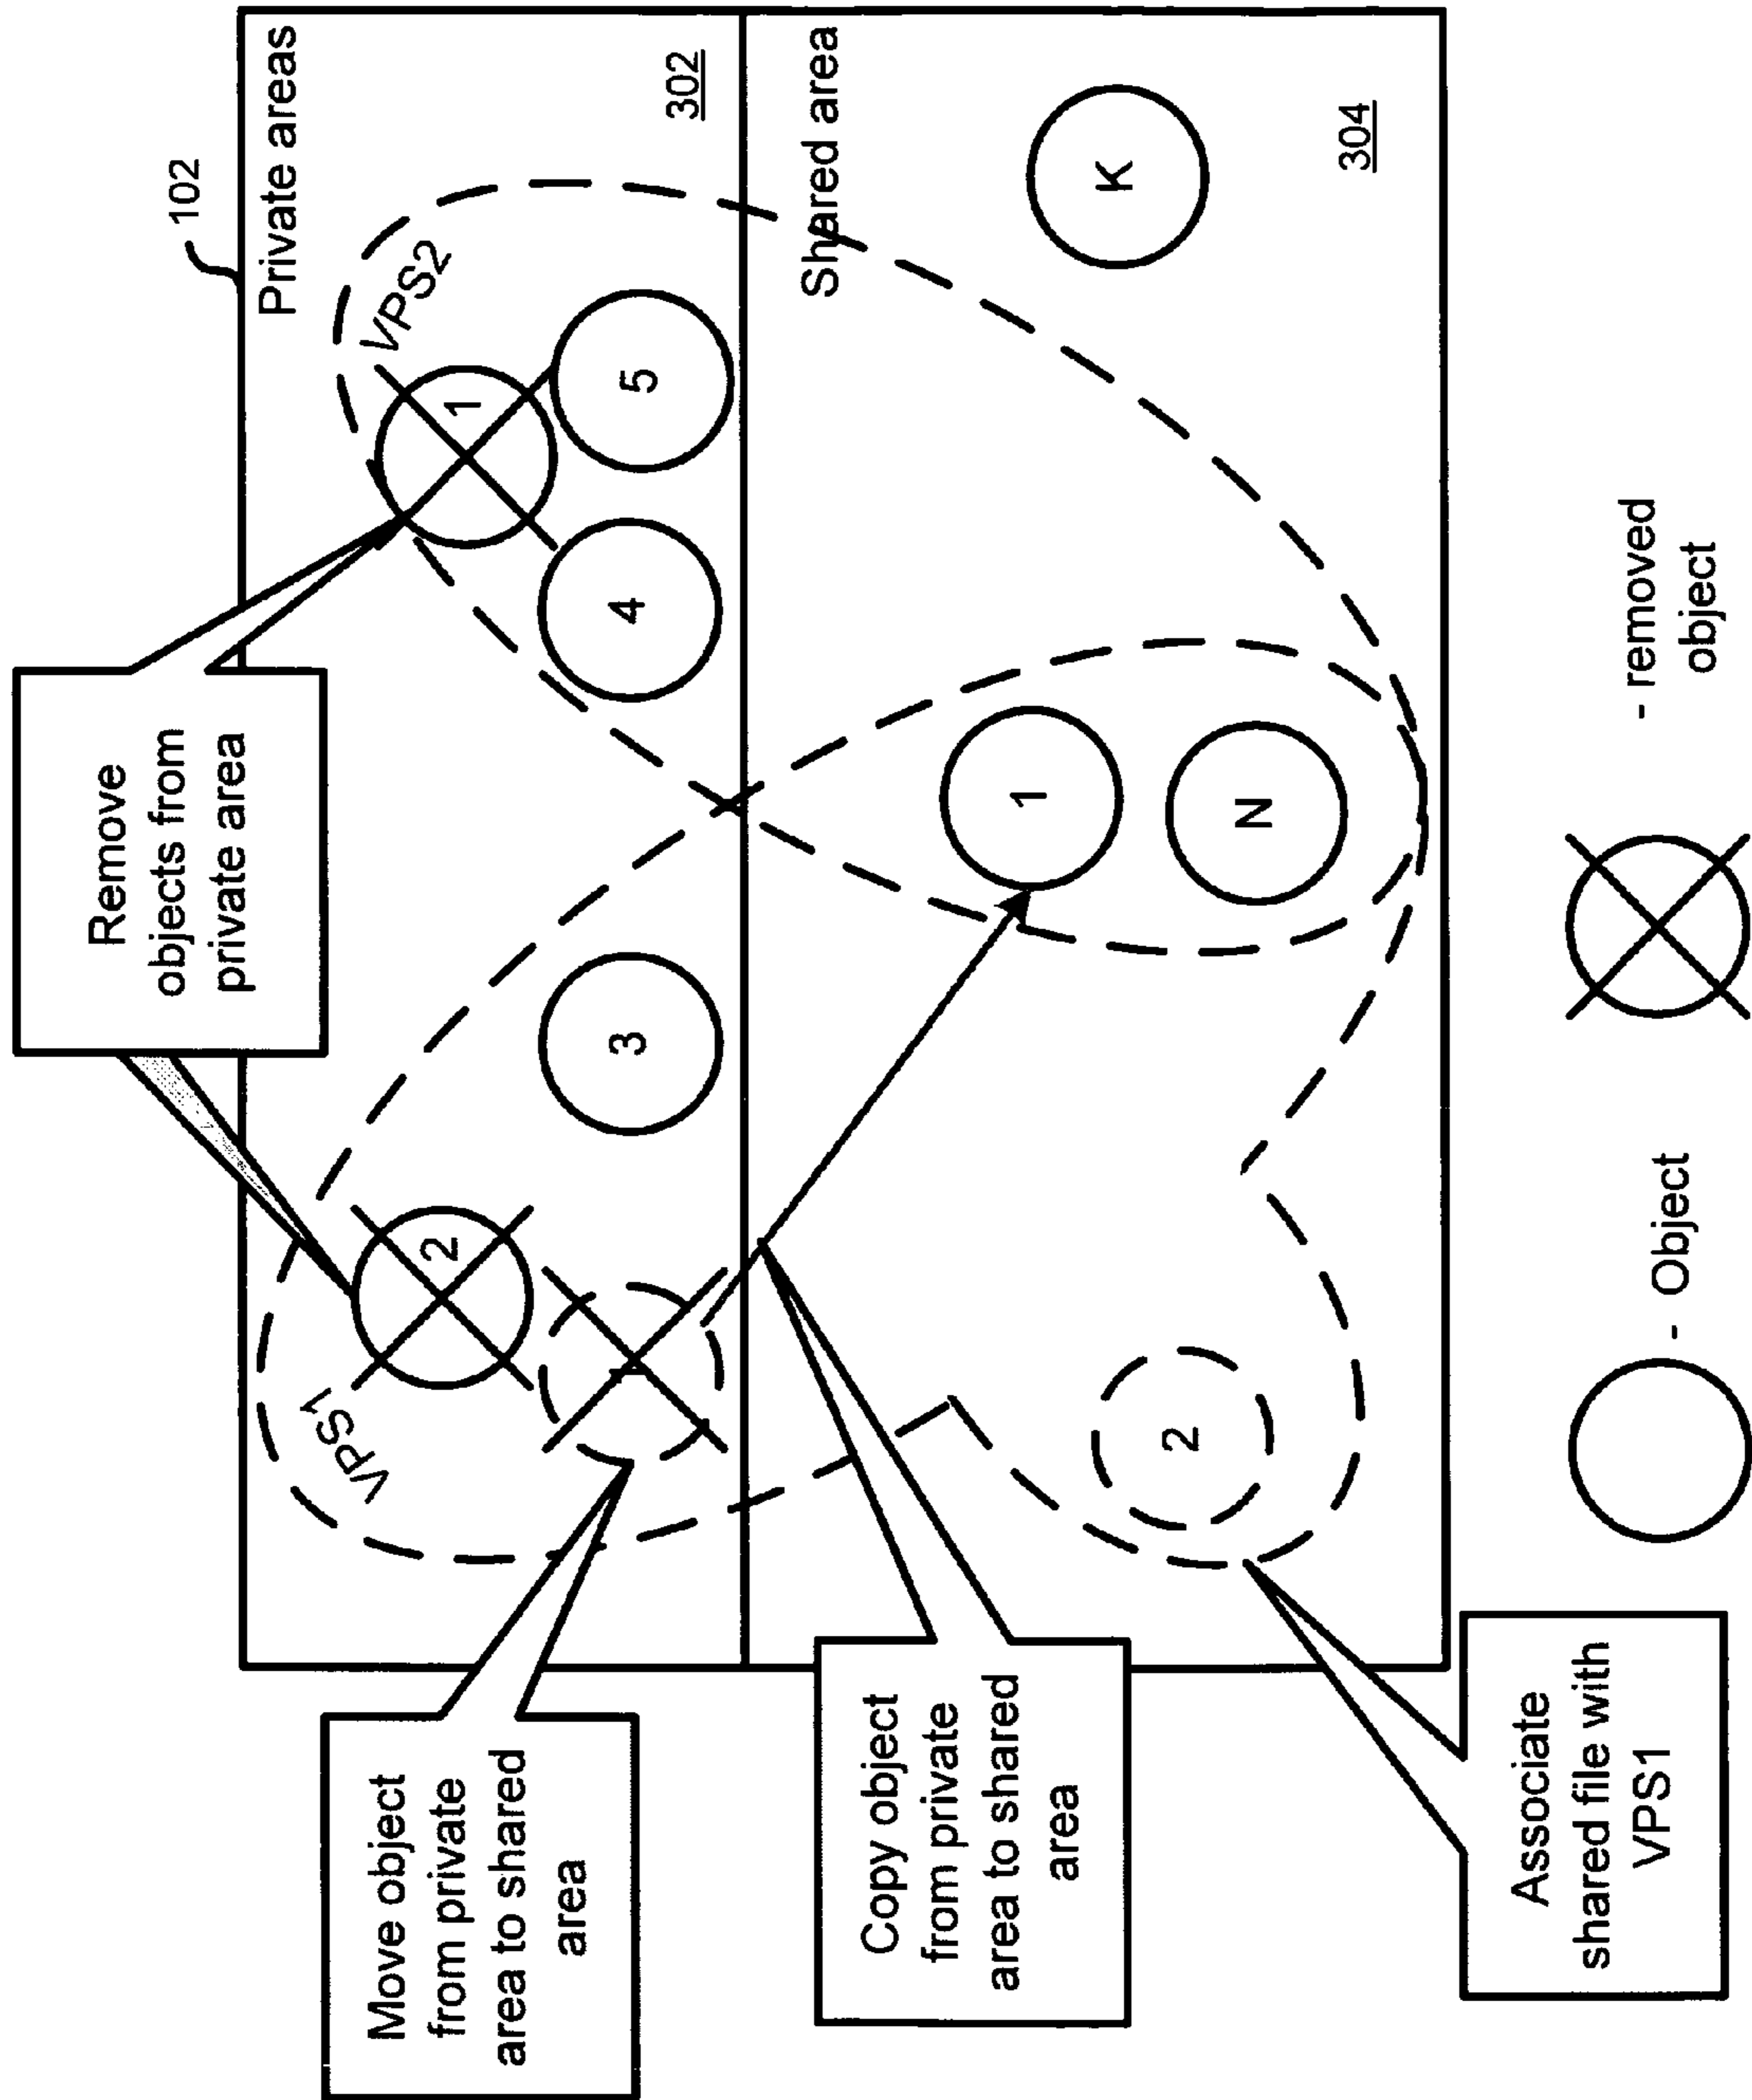 Remove
objects from
private area
102
Private areas
VPS1
VPS2
2
1
3
4
5
302
Move object
from private
area to shared
area
Shared area
Copy object
from private
area to shared
area
1
K
2
N
304
Associate
shared file with
VPS1
- Object
- removed
object